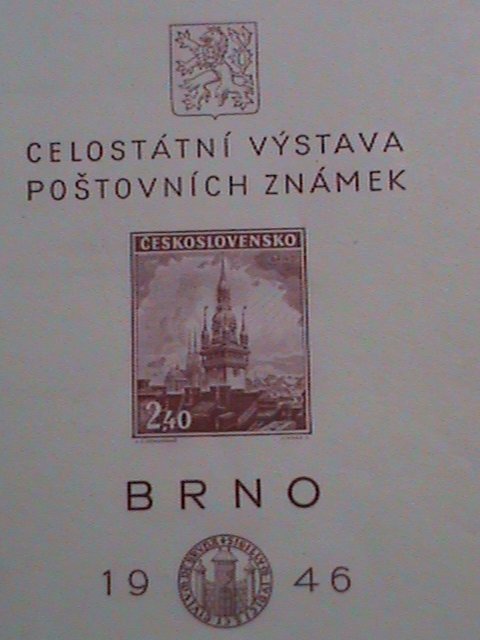 CELOSTÁTNÍ VÝSTAVA
POŠTOVNÍCH ZNÁMEK
ČESKOSLOVENSKO
2,40
BRNO
19 46